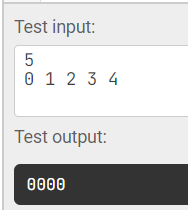 Test input:
5
0 1 2 3 4
Test output:
0000